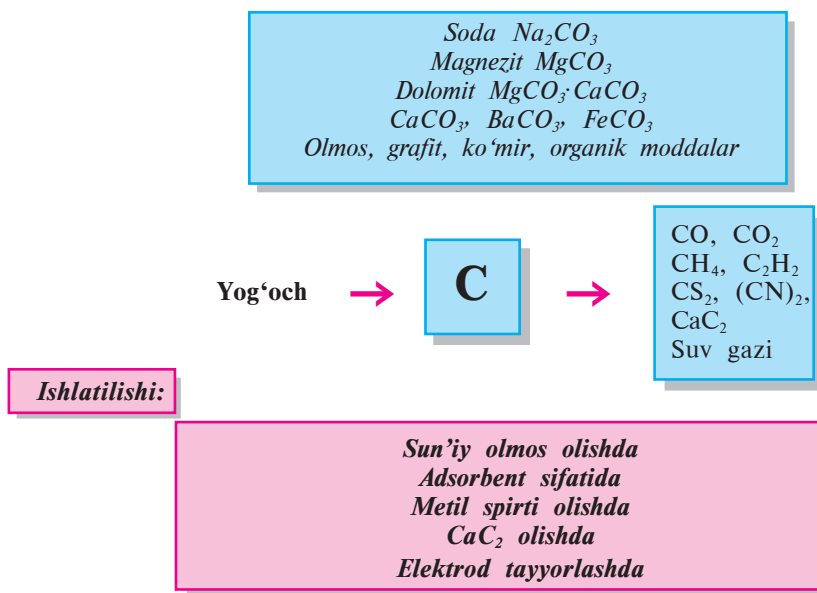 Soda Na₂CO₃
Magnezit MgCO₃
Dolomit MgCO₃·CaCO₃
CaCO₃, BaCO₃, FeCO₃
Olmos, grafit, ko‘mir, organik moddalar
Yog‘och → C →
CO, CO₂
CH₄, C₂H₂
CS₂, (CN)₂,
CaC₂
Suv gazi
Ishlatilishi:
Sun’iy olmos olishda
Adsorbent sifatida
Metil spirti olishda
CaC₂ olishda
Elektrod tayyorlashda